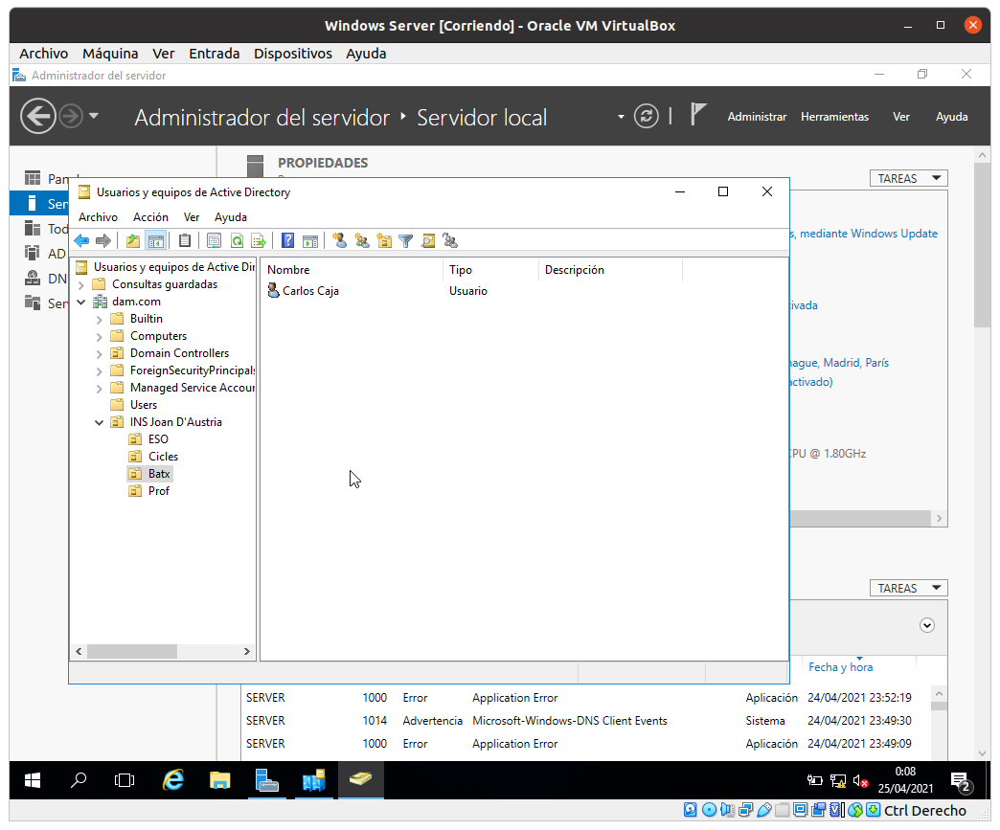 Windows Server [Corriendo] - Oracle VM VirtualBox
Archivo Máquina Ver Entrada Dispositivos Ayuda
Administrador del servidor
Administrador del servidor Servidor local
Administrar Herramientas Ver Ayuda
PROPIEDADES
TAREAS
Usuarios y equipos de Active Directory
Archivo Acción Ver Ayuda
Usuarios y equipos de Active Dir
Consultas guardadas
dam.com
Builtin
Computers
Domain Controllers
ForeignSecurityPrincipals
Managed Service Accour
Users
INS Joan D'Austria
ESO
Cicles
Batx
Prof
Nombre Tipo Descripción
Carlos Caja Usuario
Ser
Tod
AD
DN
Ser
s, mediante Windows Update
ivada
hague, Madrid, París
ctivado)
CPU @ 1.80GHz
TAREAS
Fecha y hora
SERVER 1000 Error Application Error Aplicación 24/04/2021 23:52:19
SERVER 1014 Advertencia Microsoft-Windows-DNS Client Events Sistema 24/04/2021 23:49:30
SERVER 1000 Error Application Error Aplicación 24/04/2021 23:49:09
0:08
25/04/2021
2
Ctrl Derecho